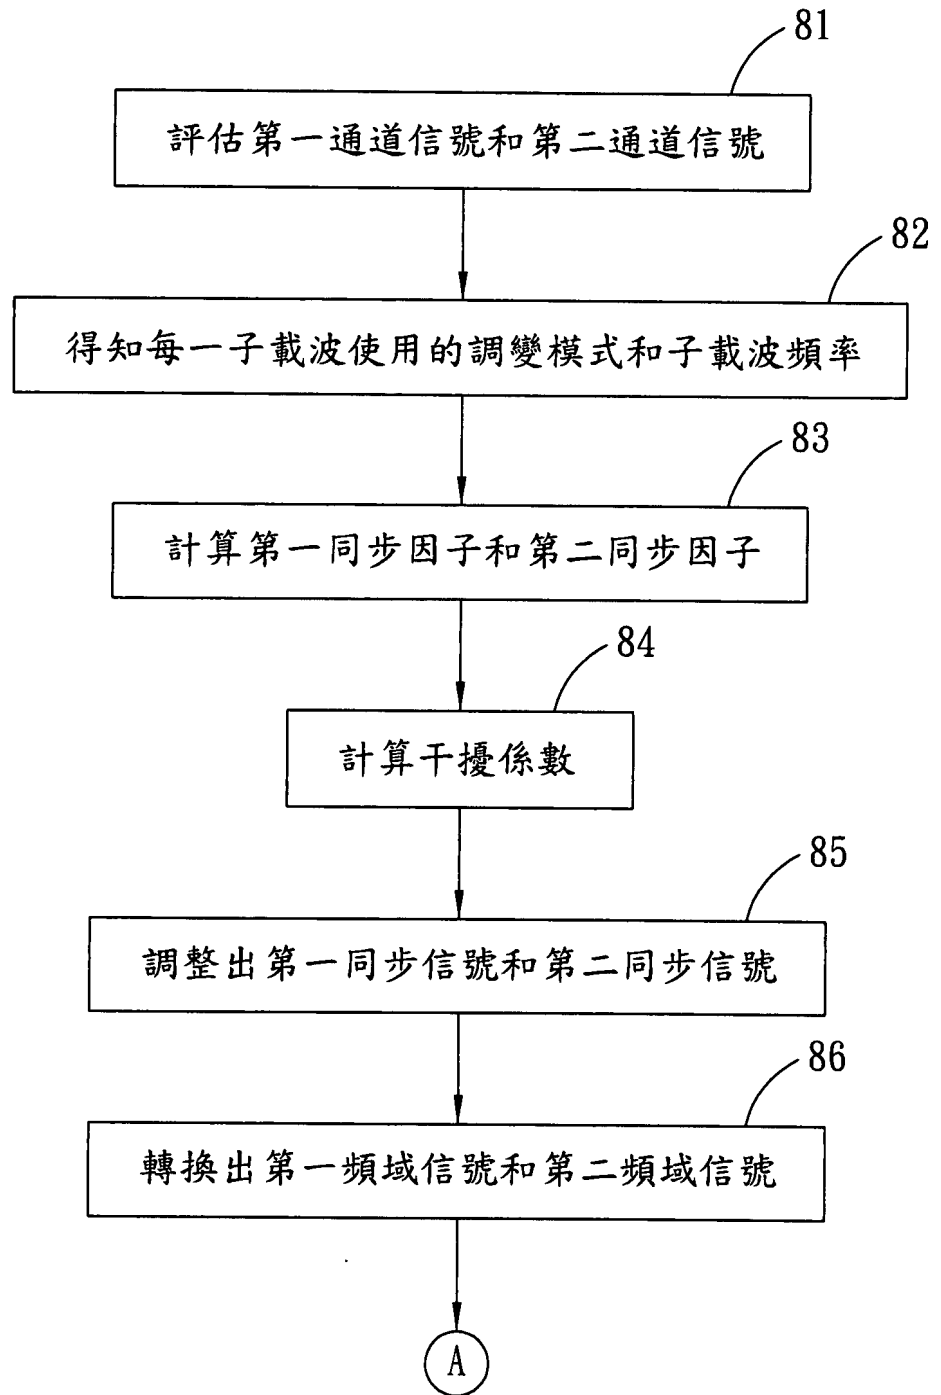 81
評估第一通道信號和第二通道信號
82
得知每一子載波使用的調變模式和子載波頻率
83
計算第一同步因子和第二同步因子
84
計算干擾係數
85
調整出第一同步信號和第二同步信號
86
轉換出第一頻域信號和第二頻域信號
A